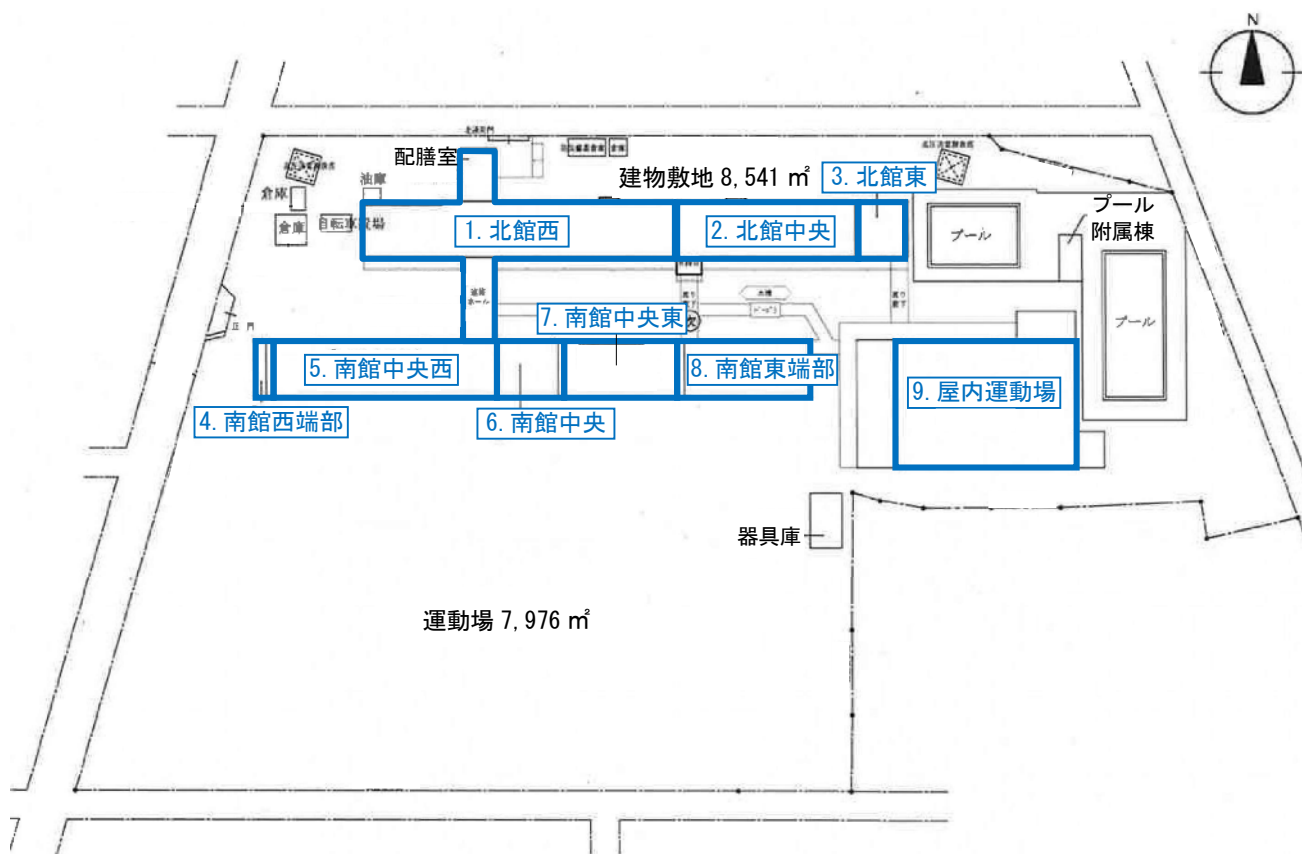 N
配膳室
油庫
倉庫
倉庫
自転車置場
建物敷地 8,541 ㎡
3. 北館東
1. 北館西
2. 北館中央
プール
プール
附属棟
プール
正門
7. 南館中央東
5. 南館中央西
8. 南館東端部
9. 屋内運動場
4. 南館西端部
6. 南館中央
器具庫
運動場 7,976 ㎡